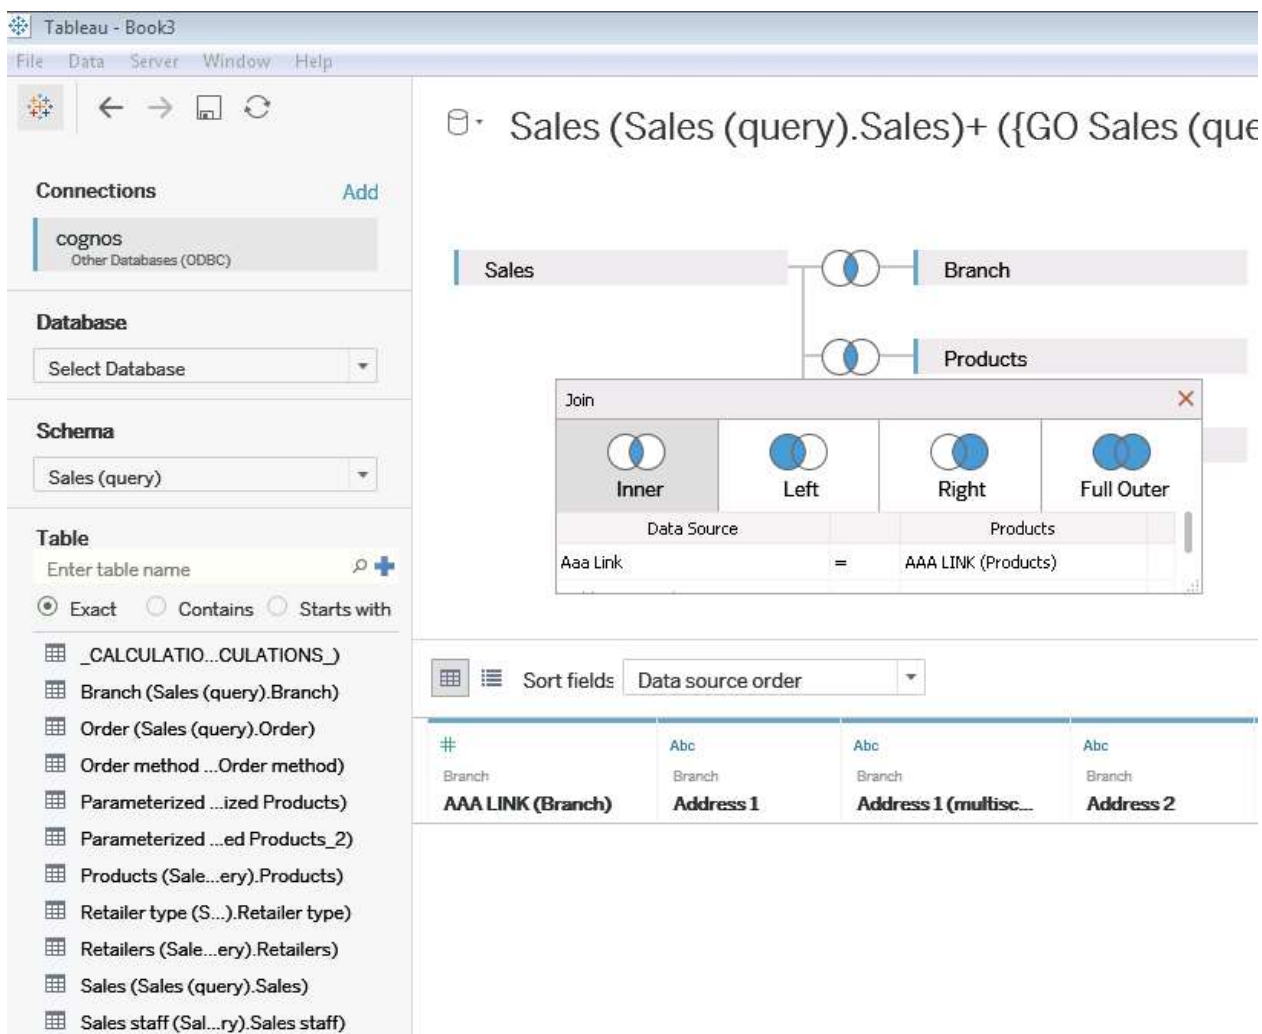 Tableau - Book3
File Data Server Window Help
Connections Add
cognos
Other Databases (ODBC)
Database
Select Database
Schema
Sales (query)
Table
Enter table name
Exact Contains Starts with
_CALCULATIO...CULATIONS_)
Branch (Sales (query).Branch)
Order (Sales (query).Order)
Order method ...Order method)
Parameterized ...ized Products)
Parameterized ...ed Products_2)
Products (Sale...ery).Products)
Retailer type (S...).Retailer type)
Retailers (Sale...ery).Retailers)
Sales (Sales (query).Sales)
Sales staff (Sal...ry).Sales staff)
Sales (Sales (query).Sales)+ ({GO Sales (que
Sales Branch
Products
Join
Inner Left Right Full Outer
Data Source Products
Aaa Link = AAA LINK (Products)
Sort fields Data source order
# Abc Abc Abc
Branch Branch Branch Branch
AAA LINK (Branch) Address 1 Address 1 (multisc... Address 2